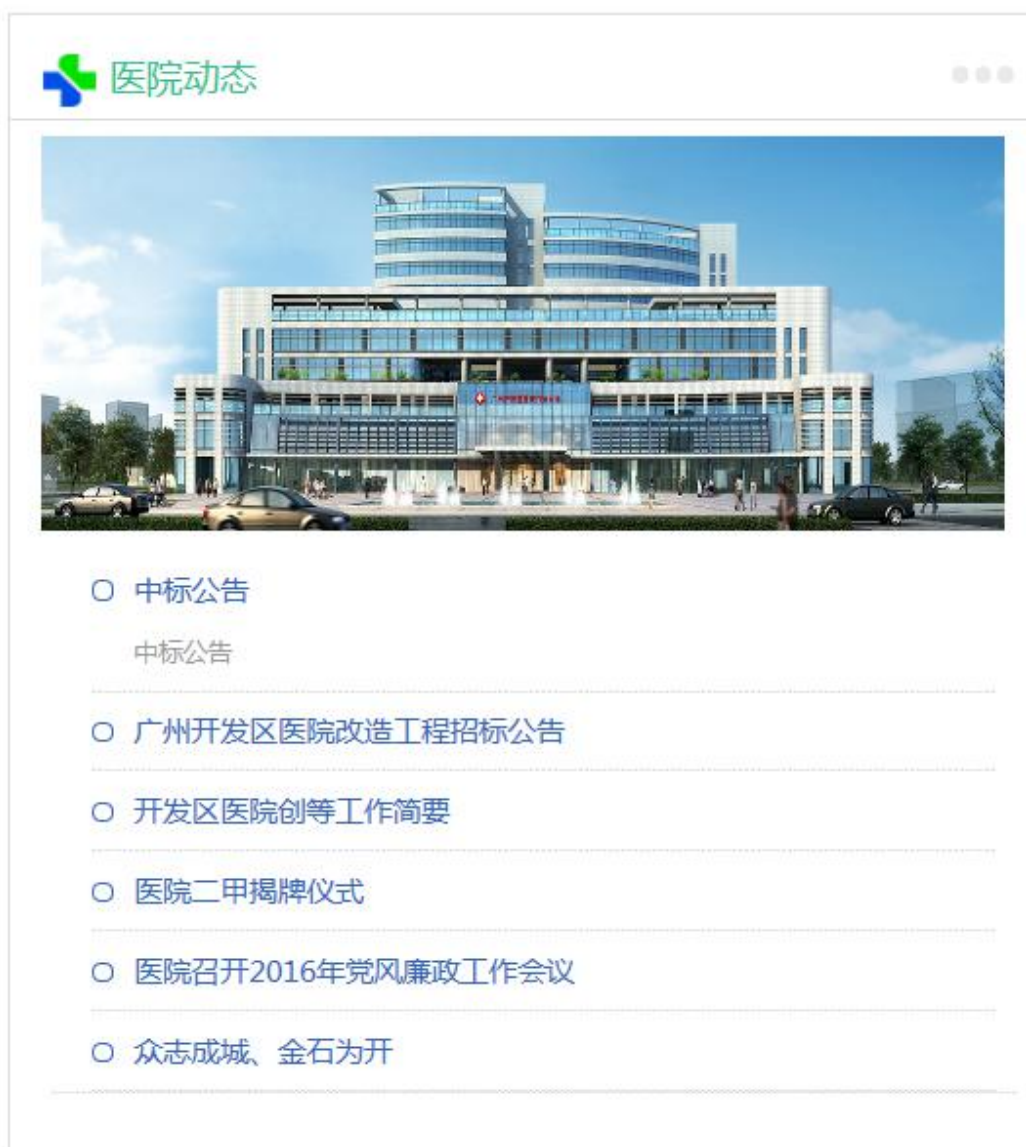 医院动态
中标公告
中标公告
广州开发区医院改造工程招标公告
开发区医院创等工作简要
医院二甲揭牌仪式
医院召开2016年党风廉政工作会议
众志成城、金石为开